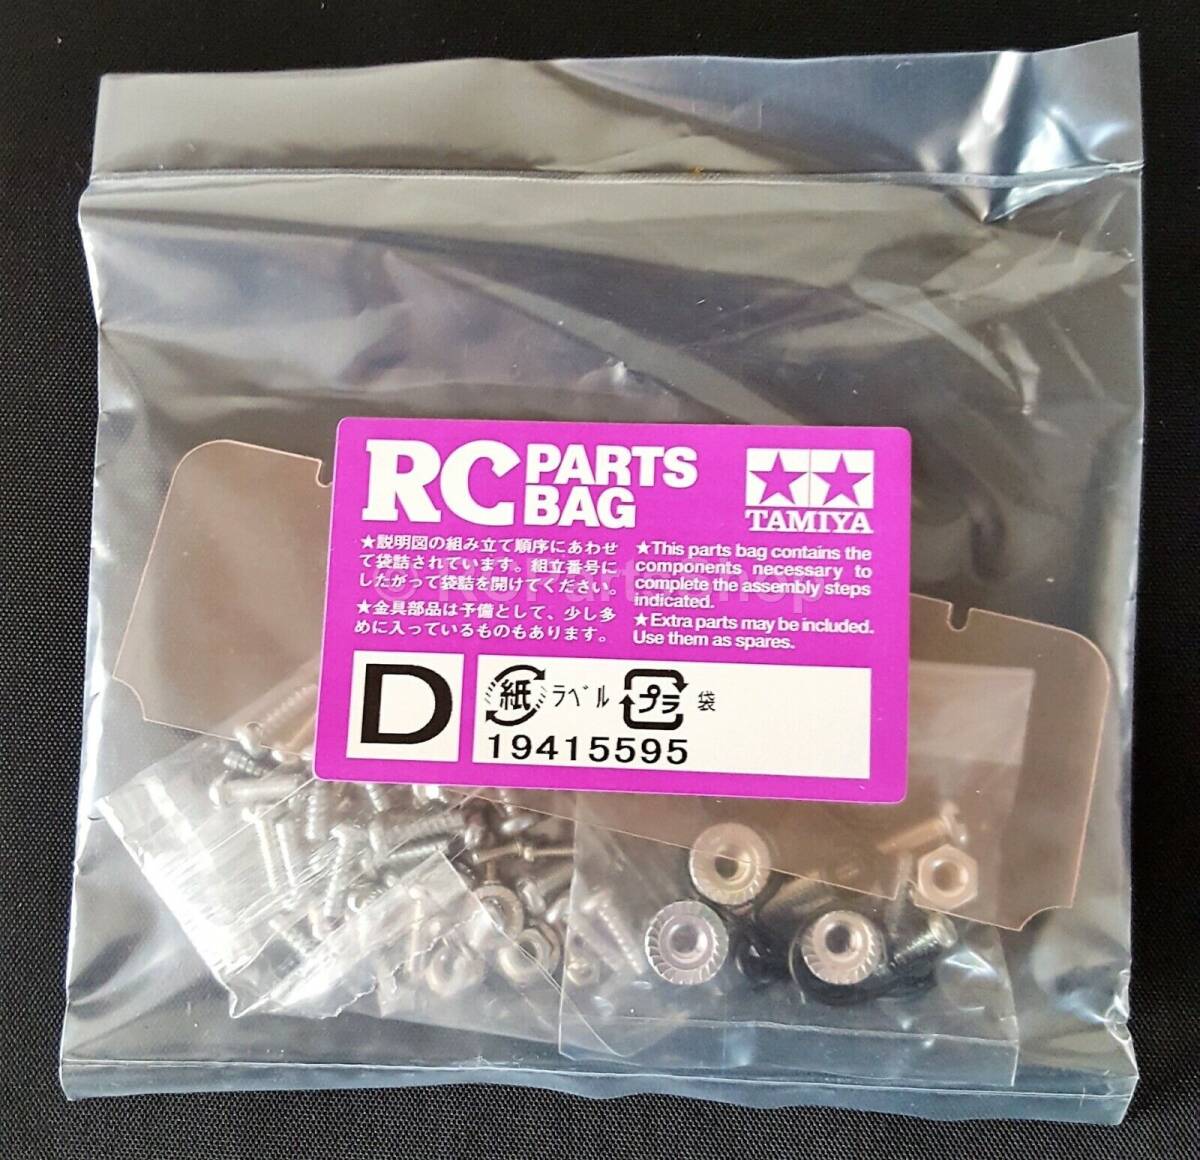 RC PARTS
BAG
TAMIYA
★説明図の組み立て順序にあわせ
て袋詰されています。組立番号に
したがって袋詰を開けてください。
★金具部品は予備として、少し多
めに入っているものもあります。
★This parts bag contains the
components necessary to
complete the assembly steps
indicated.
★Extra parts may be included.
Use them as spares.
D
紙 ラベル プラ 袋
19415595